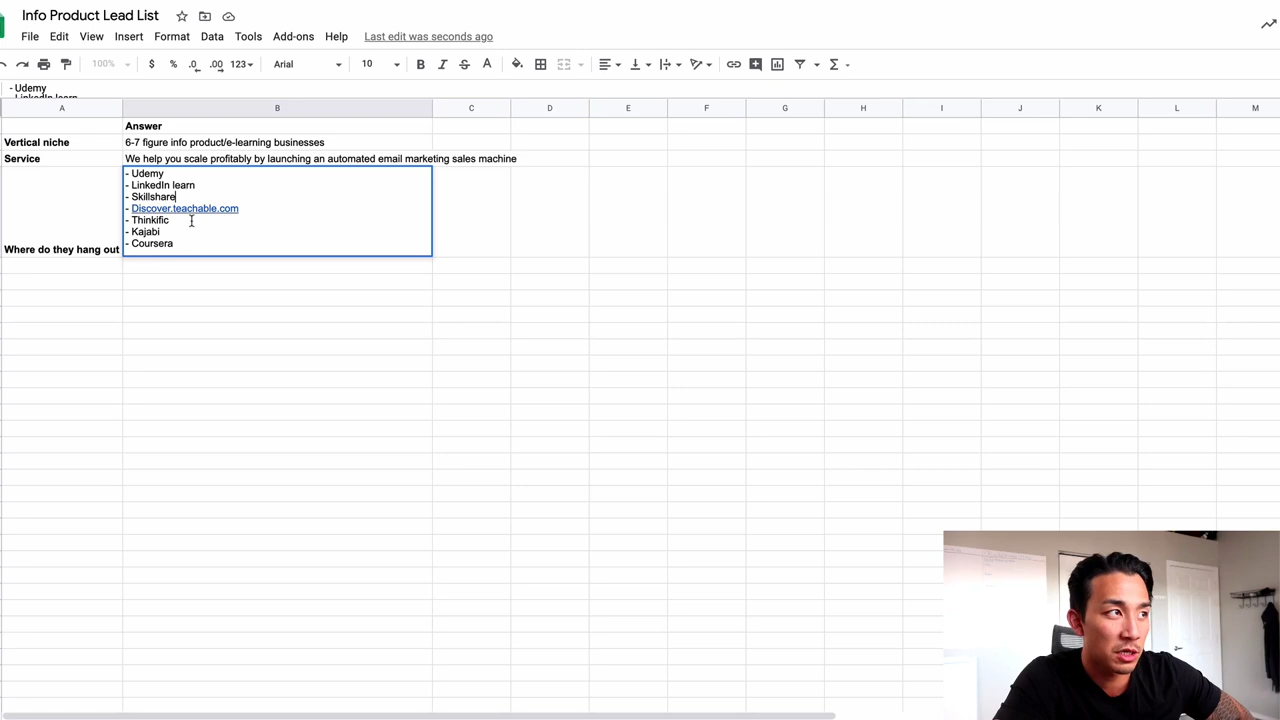 Info Product Lead List
File Edit View Insert Format Data Tools Add-ons Help Last edit was seconds ago
100% $ % .0 .00 123 Arial 10 B I S A
- Udemy
- LinkedIn learn
A B C D E F G H I J K L M
Answer
Vertical niche 6-7 figure info product/e-learning businesses
Service We help you scale profitably by launching an automated email marketing sales machine
- Udemy
- LinkedIn learn
- Skillshare
- Discover.teachable.com
- Thinkific
- Kajabi
- Coursera
Where do they hang out